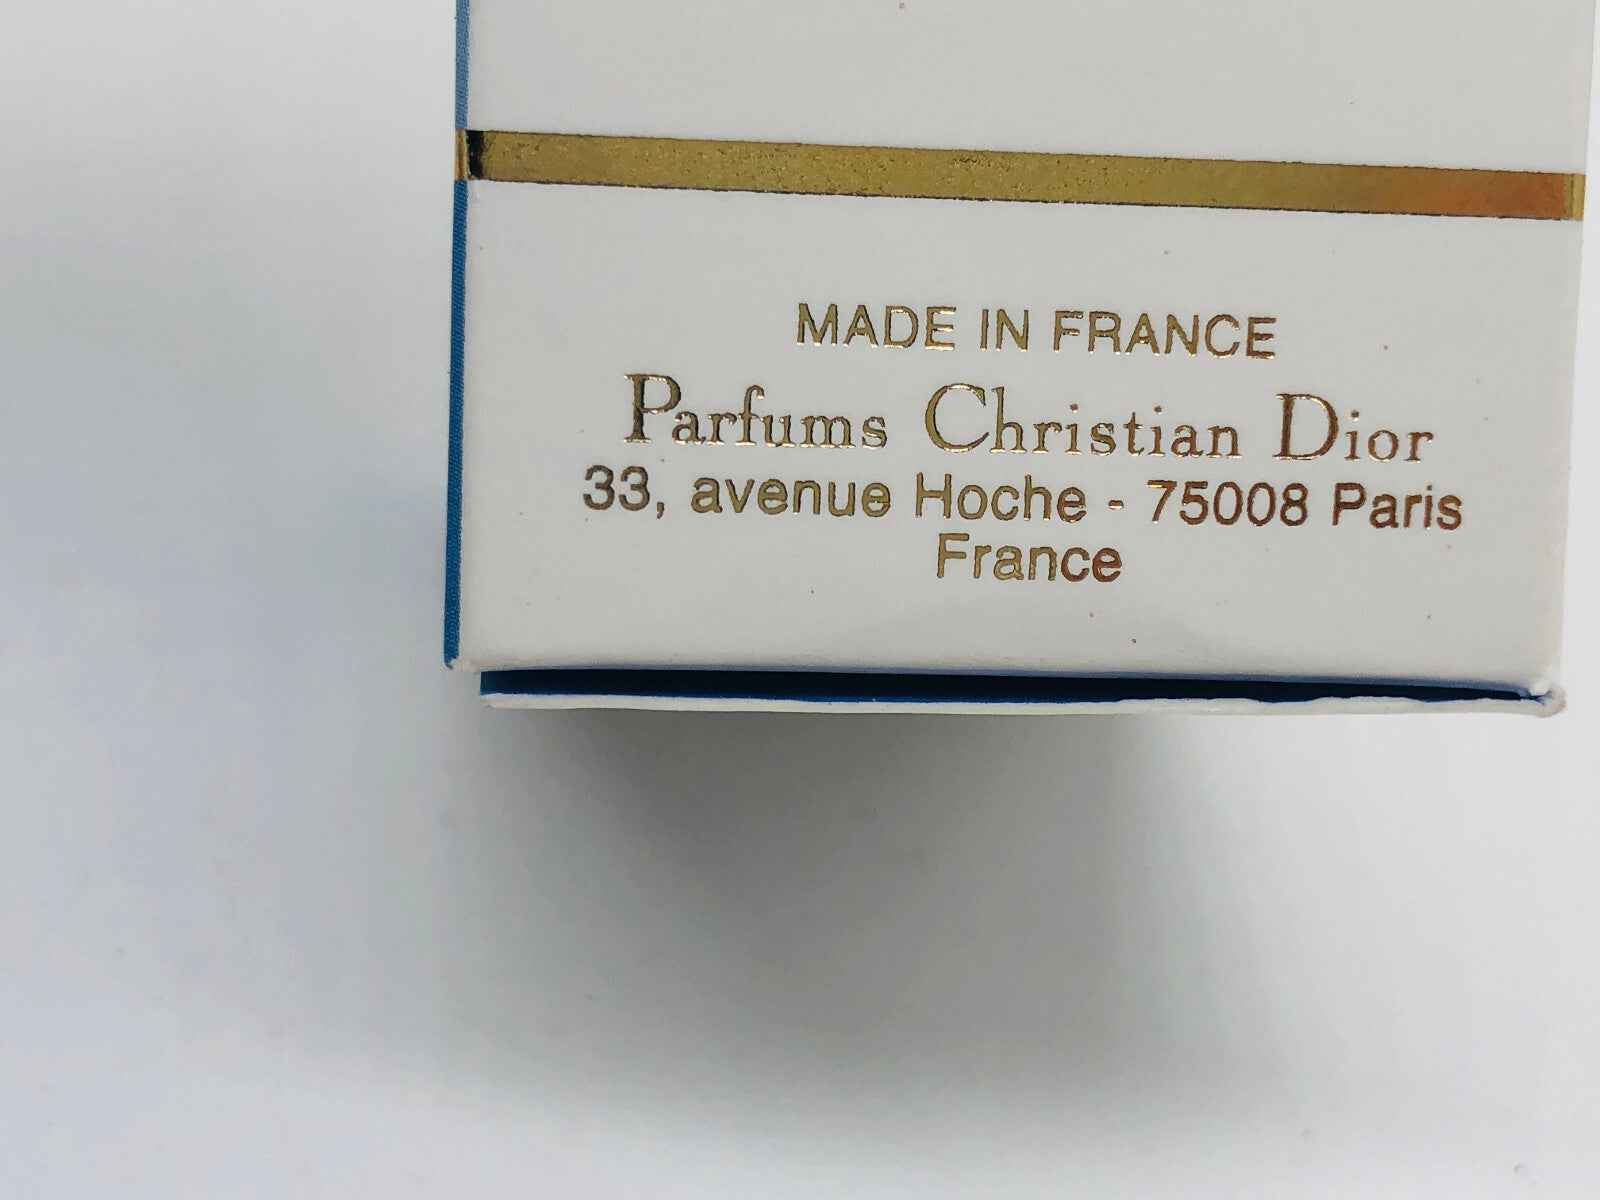 MADE IN FRANCE
Parfums Christian Dior
33, avenue Hoche - 75008 Paris
France